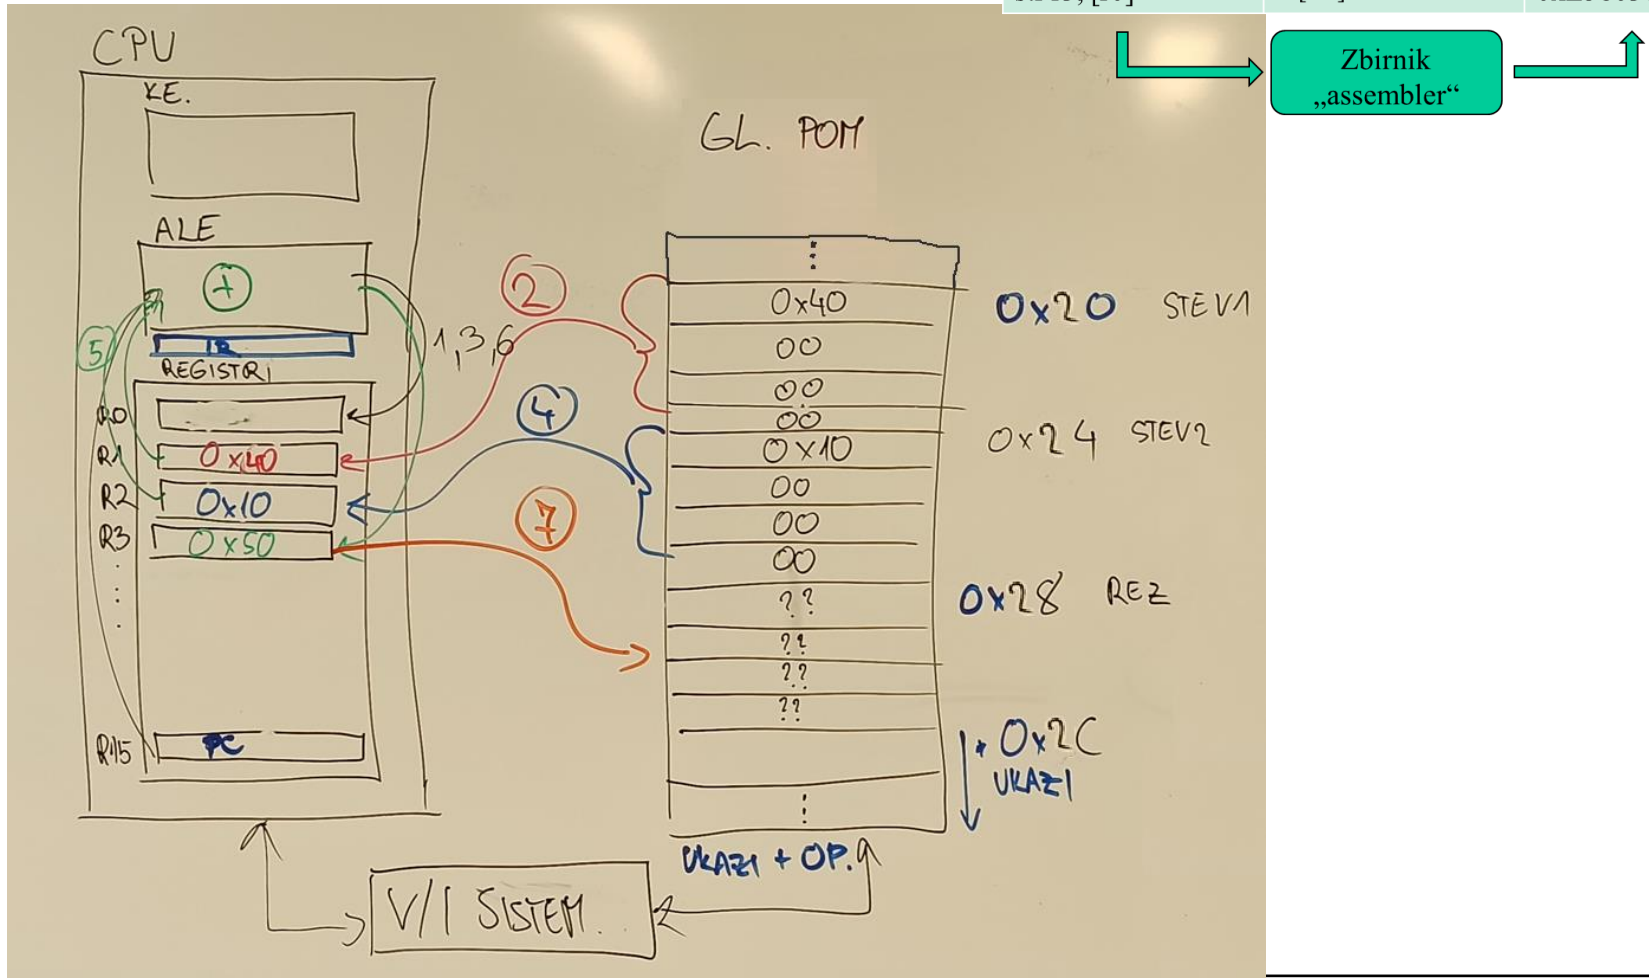 Zbirnik
„assembler“
CPU
K.E.
GL. POM
ALE
+
2
0x40
0x20 STEV1
5
1,3,6
00
IR
REGISTRI
00
R0
4
00
0x24 STEV2
R1 0x40
0x10
R2 0x10
00
7
00
R3 0x50
00
??
0x28 REZ
??
??
??
R15 PC
0x2C
UKAZI
UKAZI + OP.
V/I SISTEM